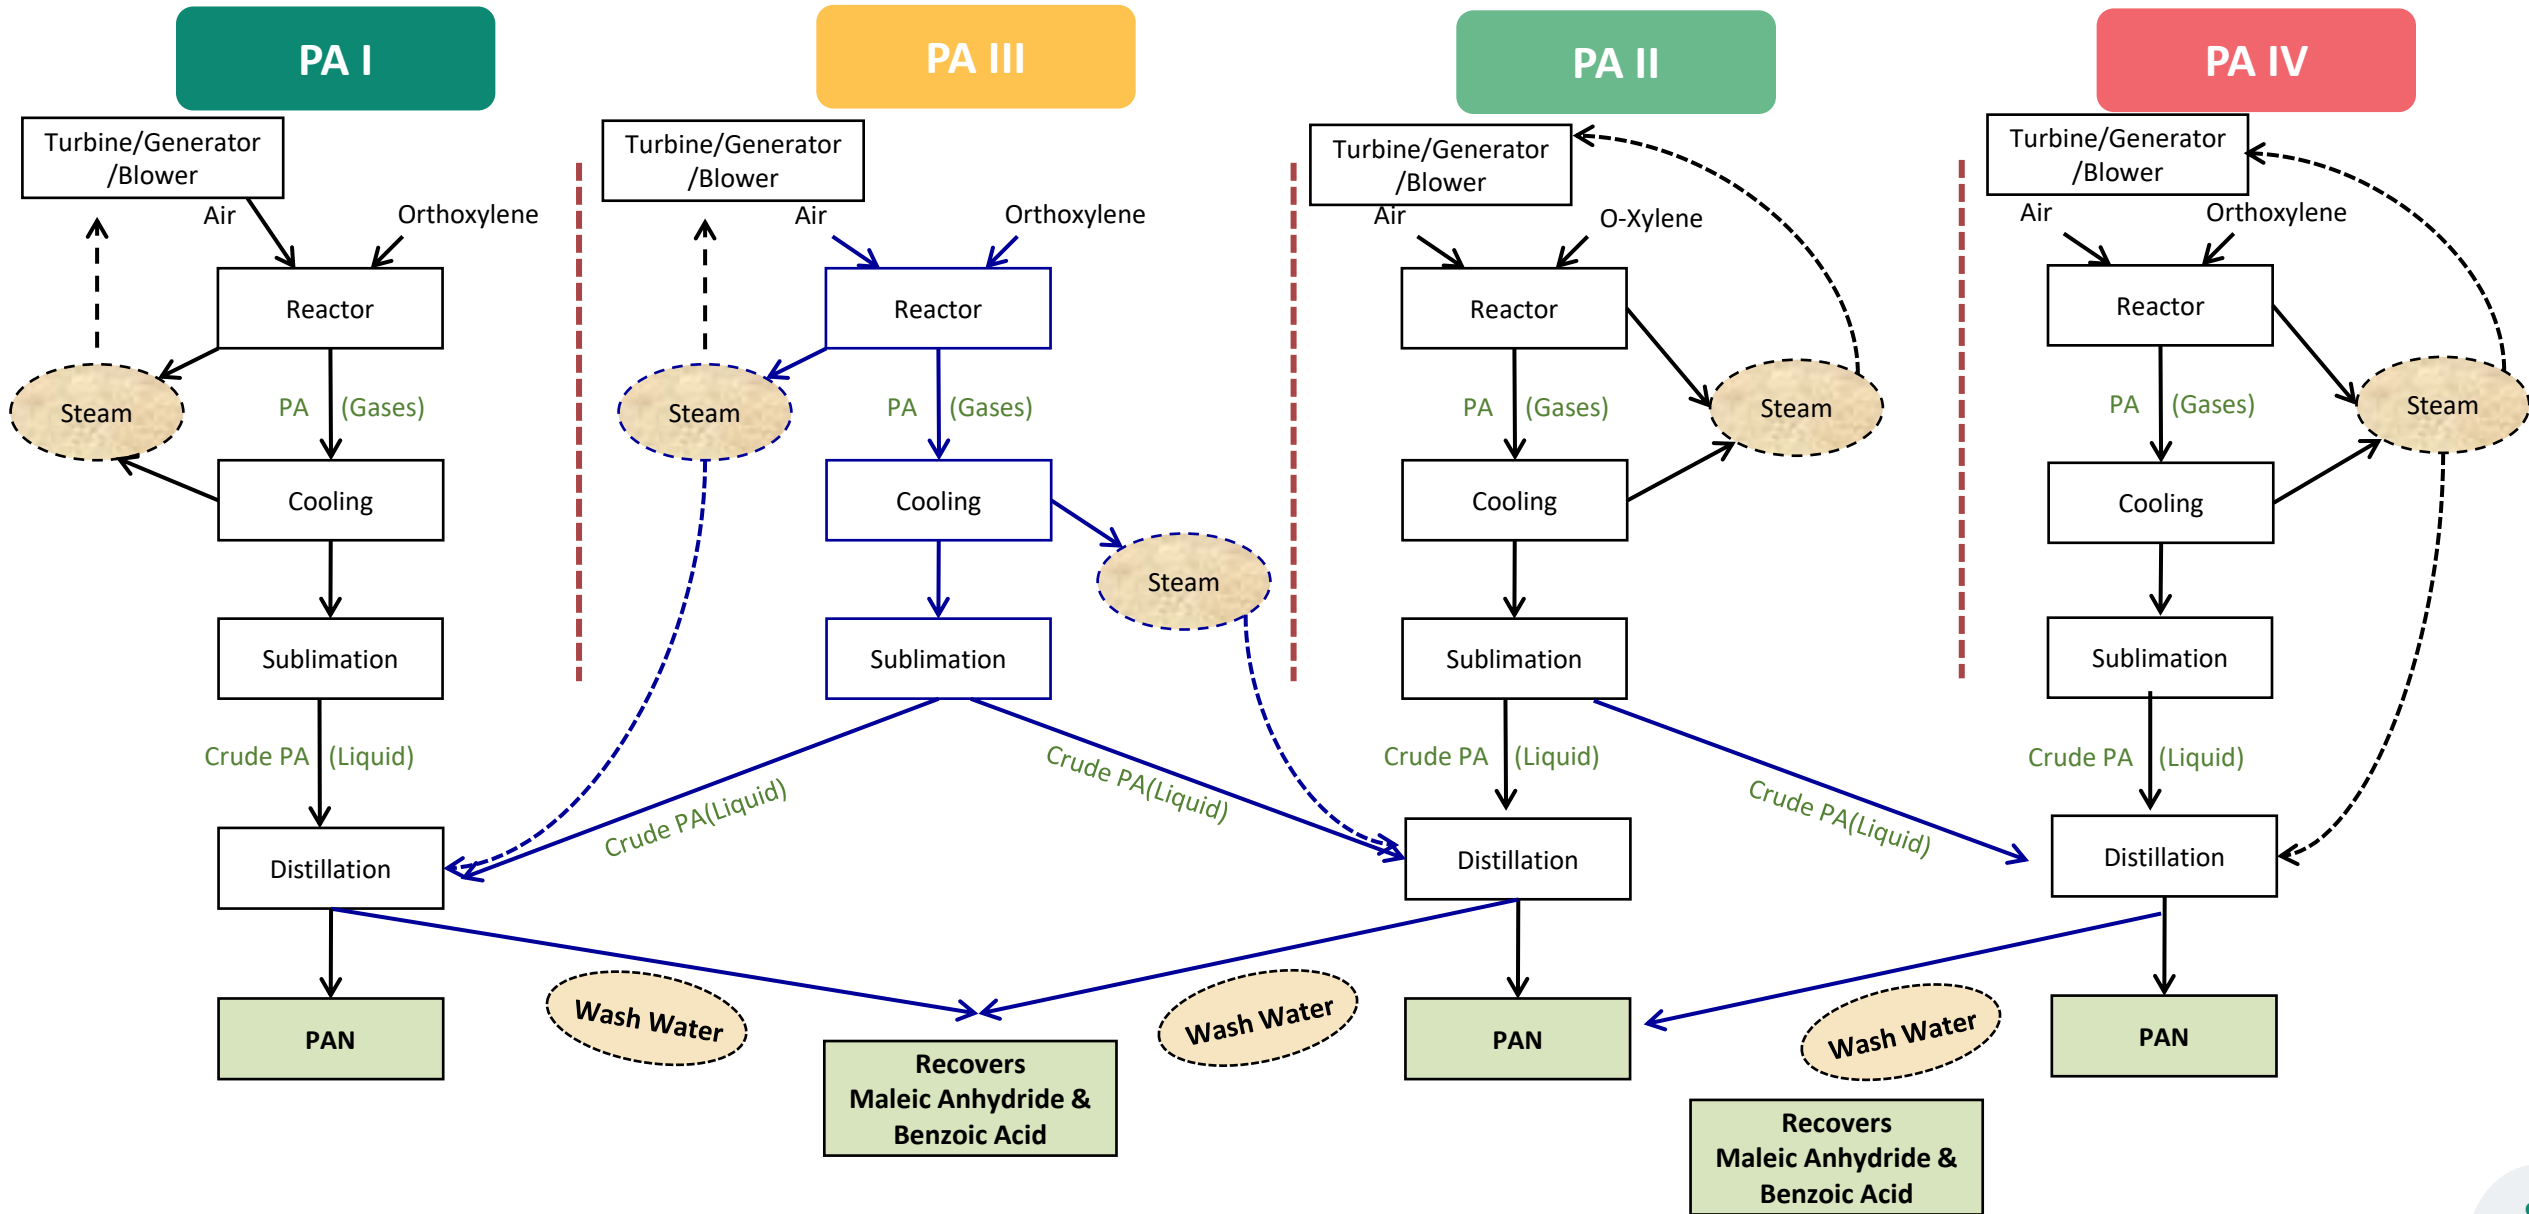 PA I
PA III
PA II
PA IV
Turbine/Generator
/Blower
Air
Orthoxylene
Reactor
Steam
PA (Gases)
Cooling
Sublimation
Crude PA (Liquid)
Distillation
PAN
Turbine/Generator
/Blower
Air
Orthoxylene
Reactor
Steam
PA (Gases)
Cooling
Steam
Sublimation
Crude PA(Liquid)
Crude PA(Liquid)
Wash Water
Recovers
Maleic Anhydride &
Benzoic Acid
Wash Water
Turbine/Generator
/Blower
Air
O-Xylene
Reactor
PA (Gases)
Steam
Cooling
Sublimation
Crude PA (Liquid)
Crude PA(Liquid)
Distillation
PAN
Turbine/Generator
/Blower
Air
Orthoxylene
Reactor
PA (Gases)
Steam
Cooling
Sublimation
Crude PA (Liquid)
Distillation
Wash Water
PAN
Recovers
Maleic Anhydride &
Benzoic Acid